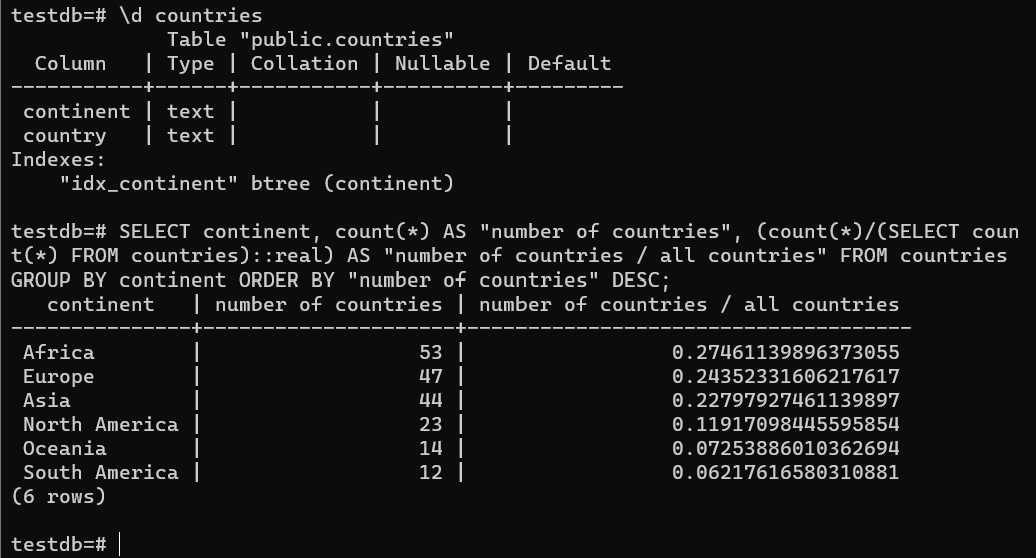 testdb=# \d countries
             Table "public.countries"
  Column   | Type | Collation | Nullable | Default
-----------+------+-----------+----------+---------
 continent | text |           |          |
 country   | text |           |          |
Indexes:
    "idx_continent" btree (continent)

testdb=# SELECT continent, count(*) AS "number of countries", (count(*)/(SELECT coun
t(*) FROM countries)::real) AS "number of countries / all countries" FROM countries
GROUP BY continent ORDER BY "number of countries" DESC;
   continent   | number of countries | number of countries / all countries
---------------+---------------------+-------------------------------------
 Africa        |                  53 |                 0.27461139896373055
 Europe        |                  47 |                 0.24352331606217617
 Asia          |                  44 |                 0.22797927461139897
 North America |                  23 |                 0.11917098445595854
 Oceania       |                  14 |                 0.07253886010362694
 South America |                  12 |                 0.06217616580310881
(6 rows)

testdb=#